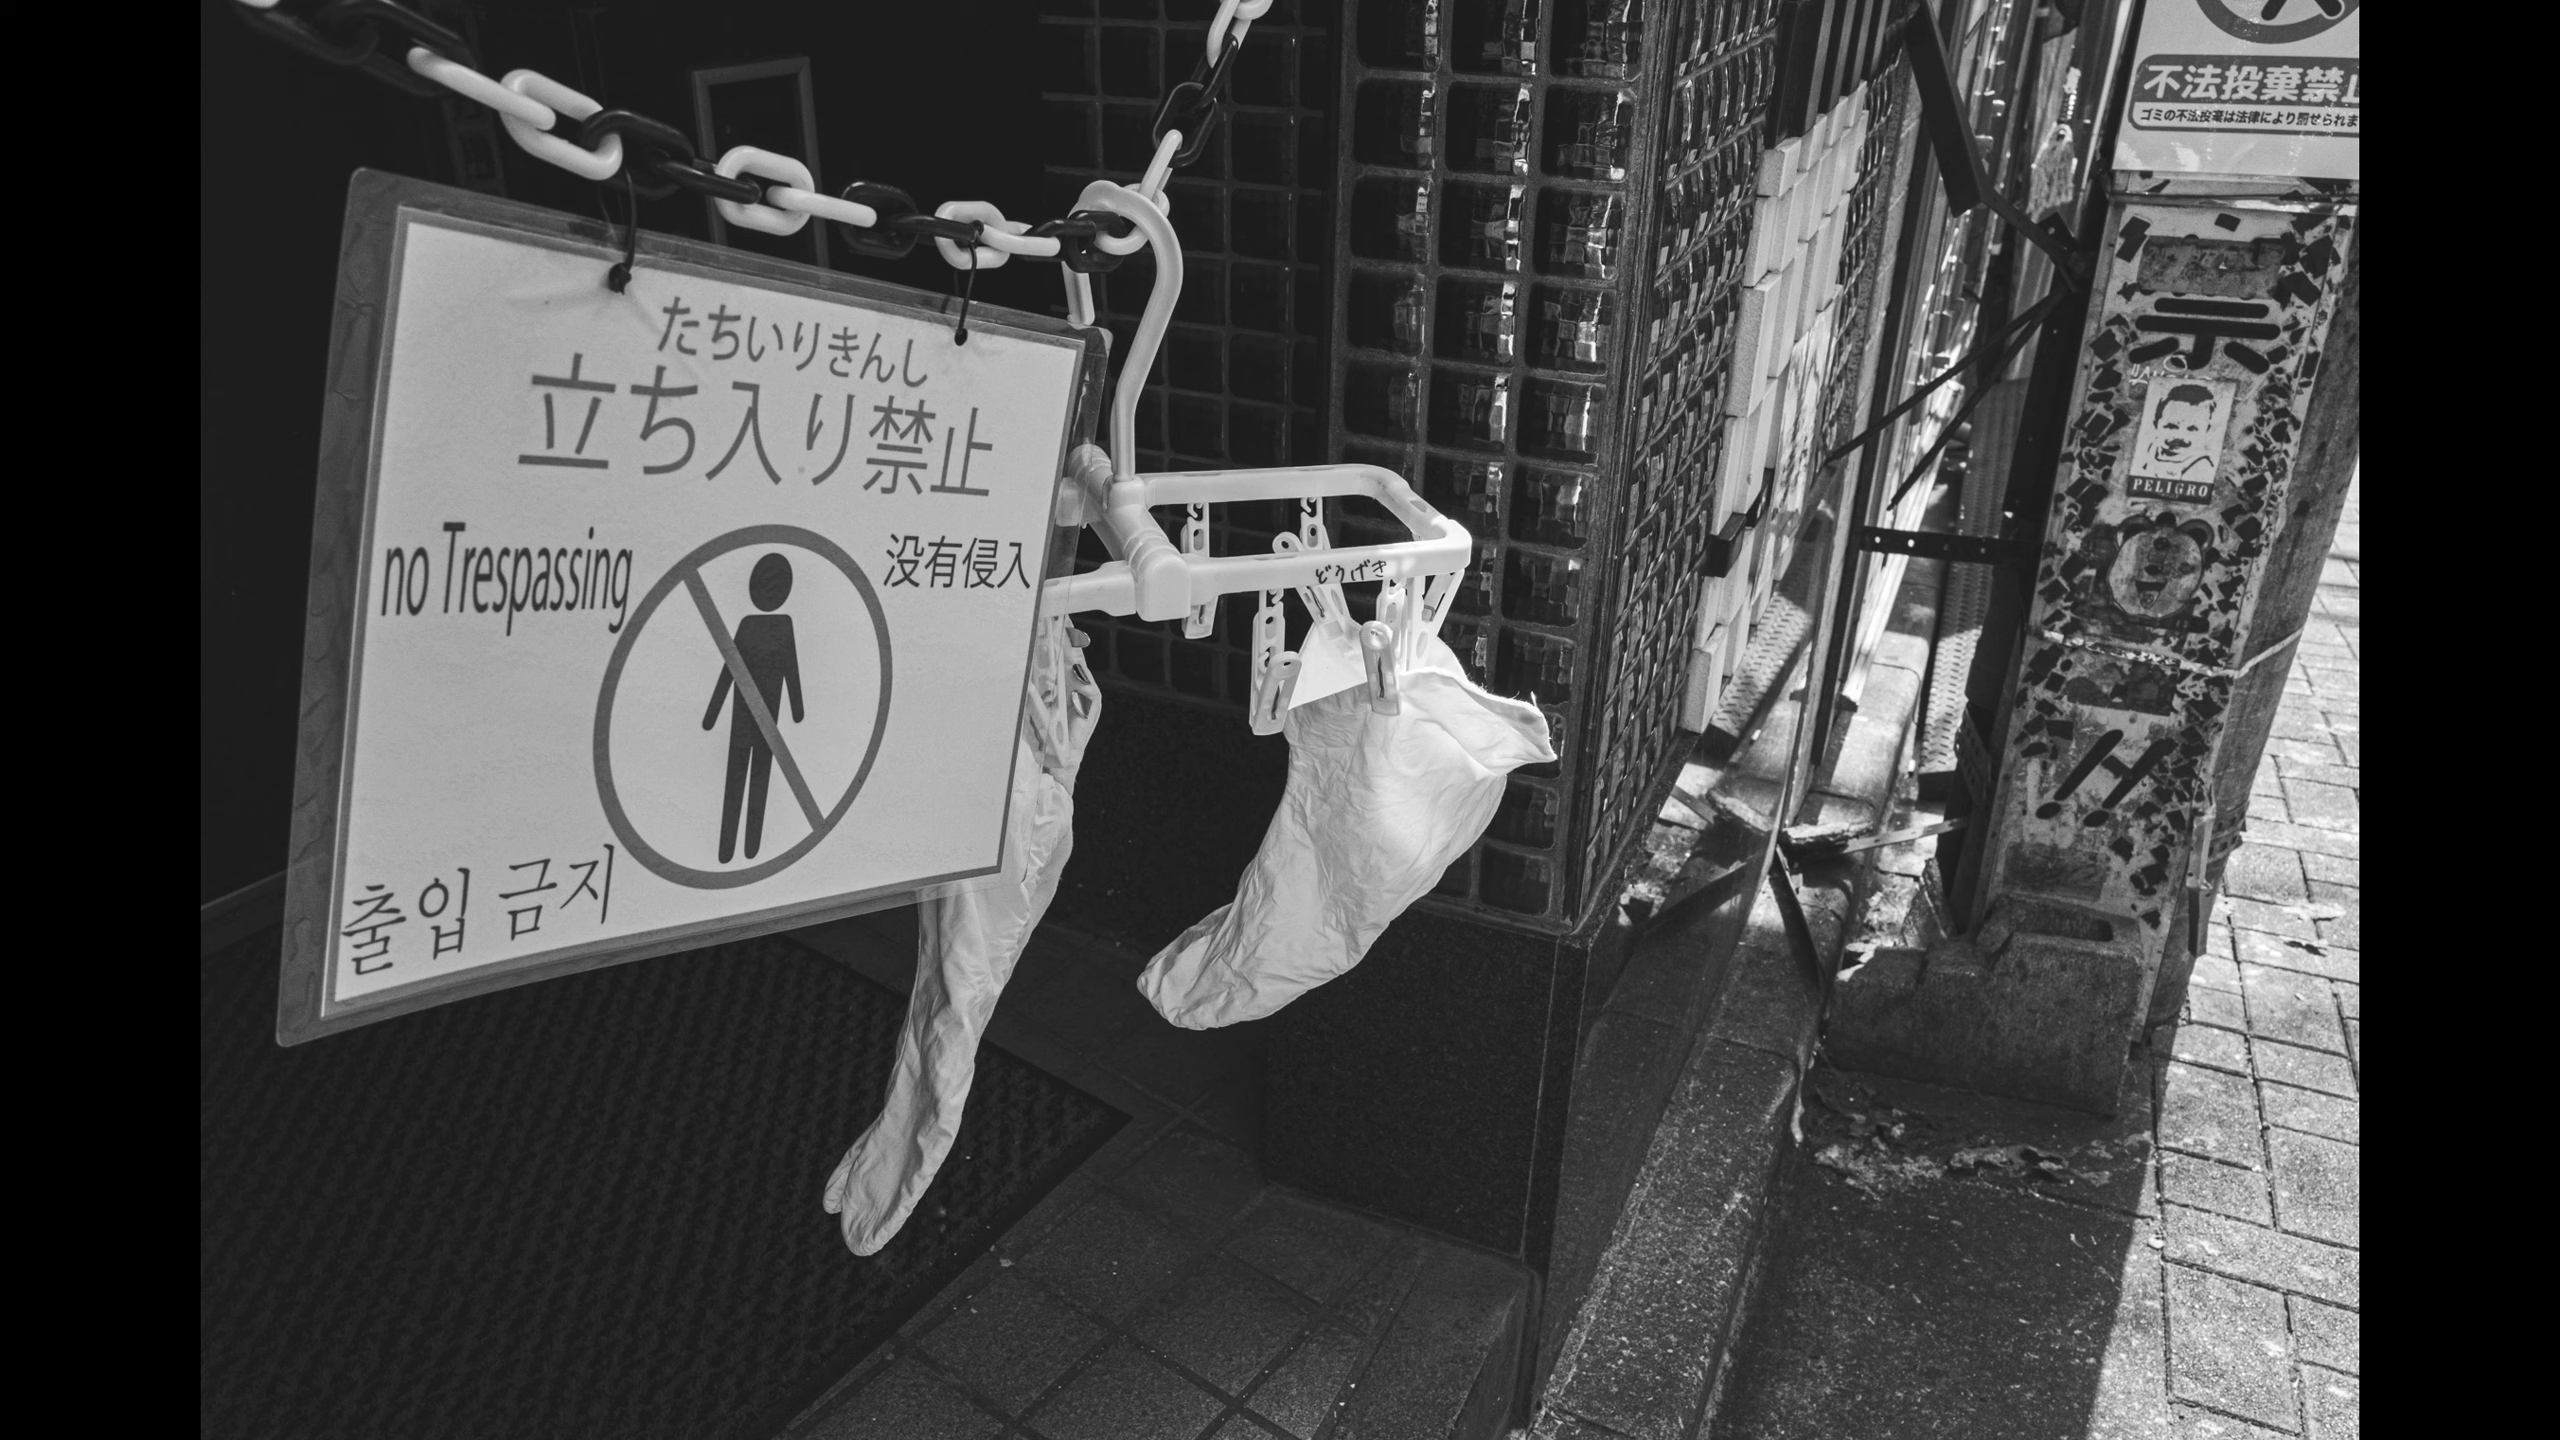 たちいりきんし
立ち入り禁止
no Trespassing
没有侵入
출입 금지
どうげき
不法投棄禁止
ゴミの不法投棄は法律により罰せられま
示
PELIGRO